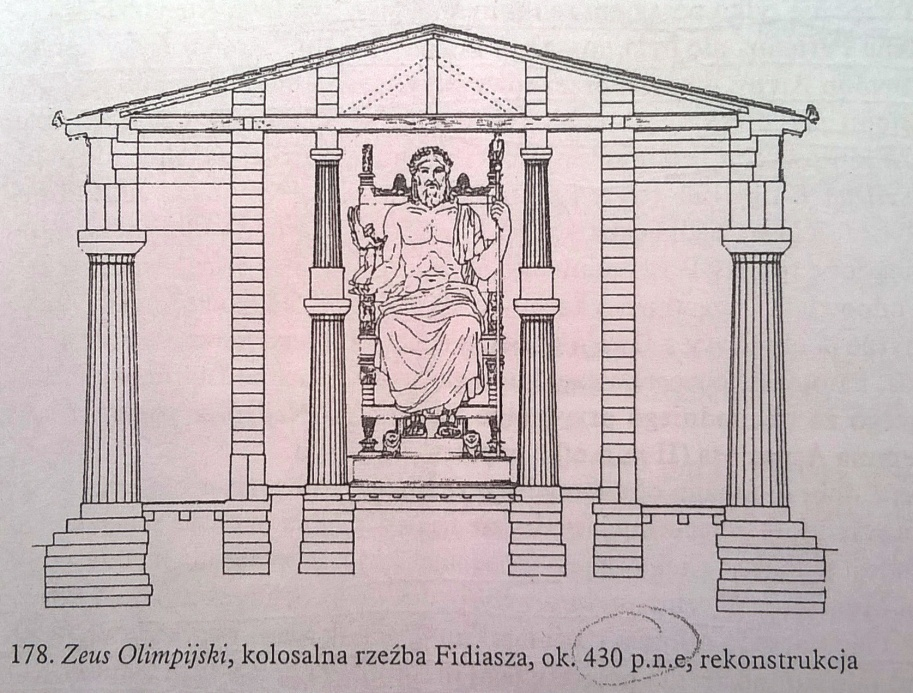 178. Zeus Olimpijski, kolosalna rzeźba Fidiasza, ok. 430 p.n.e, rekonstrukcja